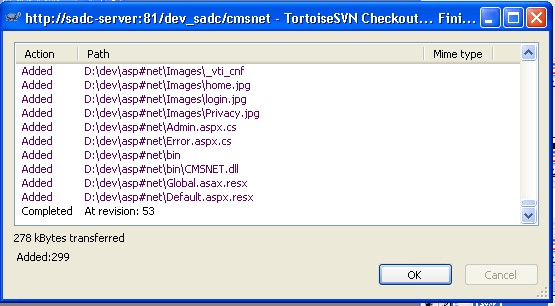 http://sadc-server:81/dev_sadc/cmsnet - TortoiseSVN Checkout... Fini...
Action Path Mime type
Added D:\dev\asp#net\Images\_vti_cnf
Added D:\dev\asp#net\Images\home.jpg
Added D:\dev\asp#net\Images\login.jpg
Added D:\dev\asp#net\Images\Privacy.jpg
Added D:\dev\asp#net\Admin.aspx.cs
Added D:\dev\asp#net\Error.aspx.cs
Added D:\dev\asp#net\bin
Added D:\dev\asp#net\bin\CMSNET.dll
Added D:\dev\asp#net\Global.asax.resx
Added D:\dev\asp#net\Default.aspx.resx
Completed At revision: 53
278 kBytes transferred
Added:299
OK Cancel